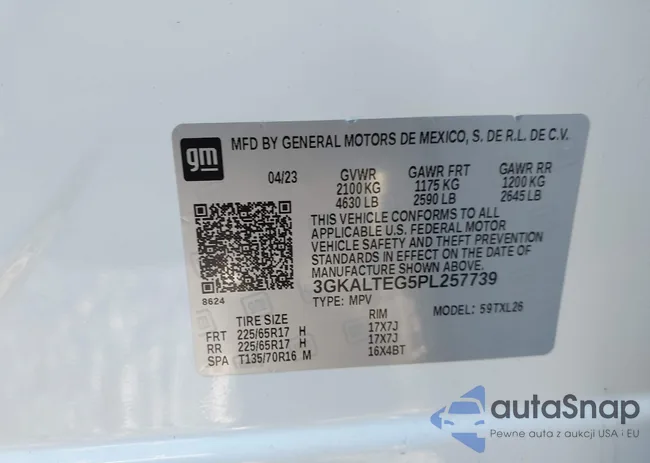 gm
MFD BY GENERAL MOTORS DE MEXICO, S. DE R.L. DE C.V.
04/23 GVWR GAWR FRT GAWR RR
2100 KG 1175 KG 1200 KG
4630 LB 2590 LB 2645 LB
THIS VEHICLE CONFORMS TO ALL
APPLICABLE U.S. FEDERAL MOTOR
VEHICLE SAFETY AND THEFT PREVENTION
STANDARDS IN EFFECT ON THE DATE OF
MANUFACTURE SHOWN ABOVE.
8624
3GKALTEG5PL257739
TYPE: MPV MODEL: 59TXL26
TIRE SIZE RIM
FRT 225/65R17 H 17X7J
RR 225/65R17 H 17X7J
SPA T135/70R16 M 16X4BT
autaSnap
Pewne auta z aukcji USA i EU